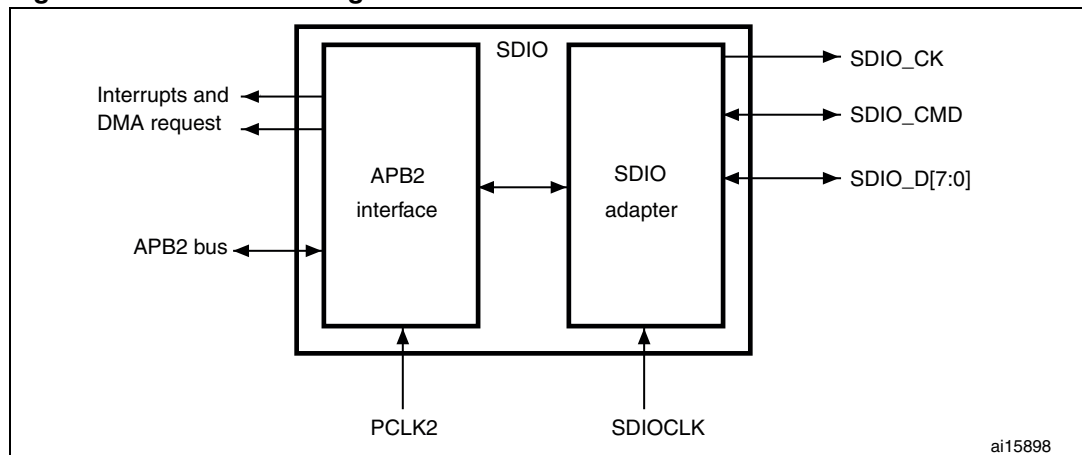 SDIO
SDIO_CK
Interrupts and
DMA request
SDIO_CMD
APB2
interface
SDIO
adapter
SDIO_D[7:0]
APB2 bus
PCLK2
SDIOCLK
ai15898